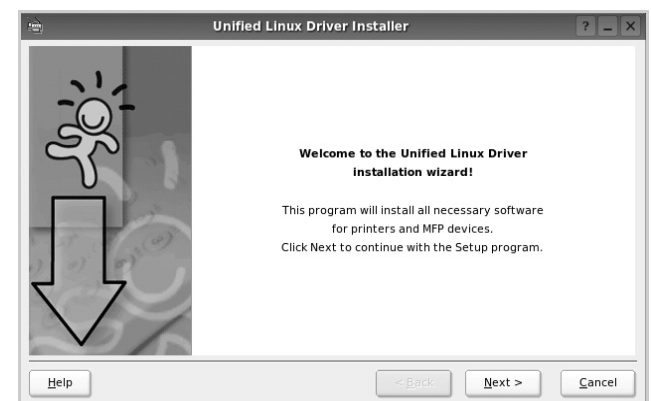 Unified Linux Driver Installer
? _ X
Welcome to the Unified Linux Driver
installation wizard!
This program will install all necessary software
for printers and MFP devices.
Click Next to continue with the Setup program.
Help
< Back
Next >
Cancel